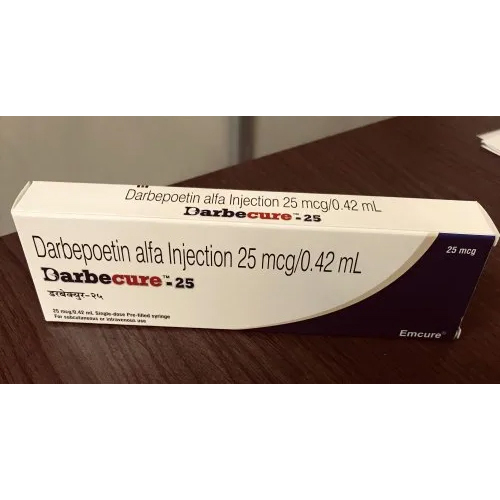 Darbepoetin alfa Injection 25 mcg/0.42 mL
Darbecure™-25
Darbepoetin alfa Injection 25 mcg/0.42 mL
25 mcg
Darbecure™-25
डरबेक्युर-२५
25 mcg/0.42 mL Single-dose Pre-filled syringe
For subcutaneous or intravenous use
Emcure®